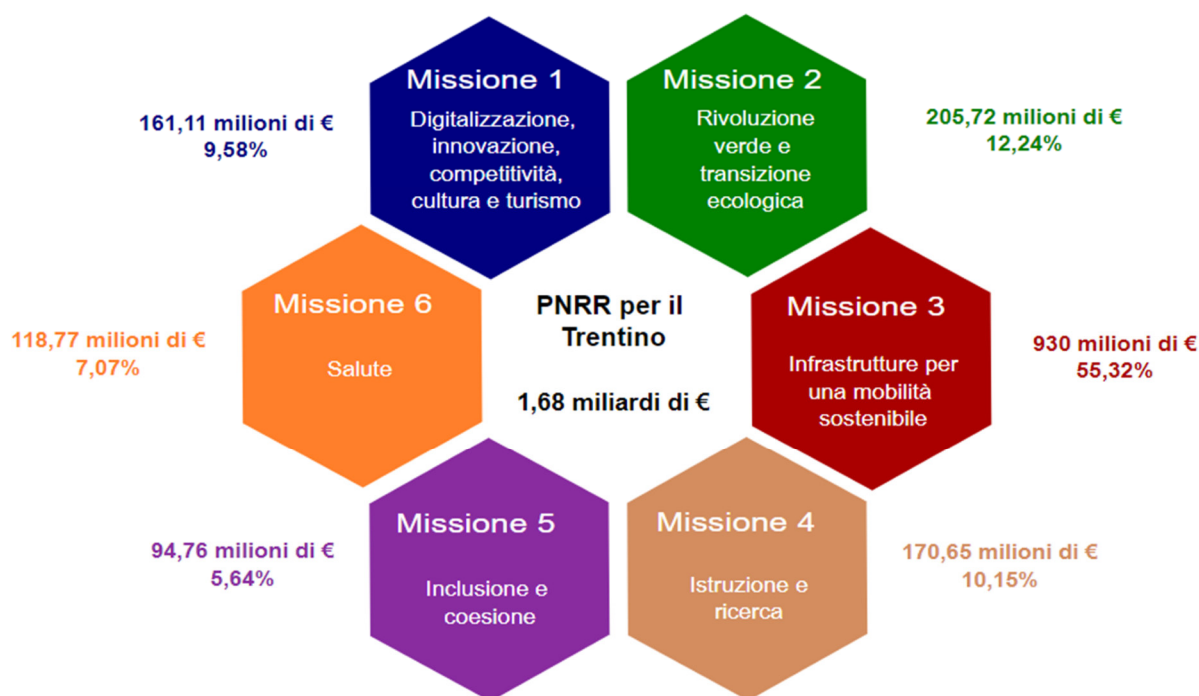 Missione 1
Digitalizzazione,
innovazione,
competitività,
cultura e turismo
161,11 milioni di €
9,58%
Missione 2
Rivoluzione
verde e
transizione
ecologica
205,72 milioni di €
12,24%
Missione 6
Salute
118,77 milioni di €
7,07%
PNRR per il
Trentino
1,68 miliardi di €
Missione 3
Infrastrutture per
una mobilità
sostenibile
930 milioni di €
55,32%
Missione 5
Inclusione e
coesione
94,76 milioni di €
5,64%
Missione 4
Istruzione e
ricerca
170,65 milioni di €
10,15%